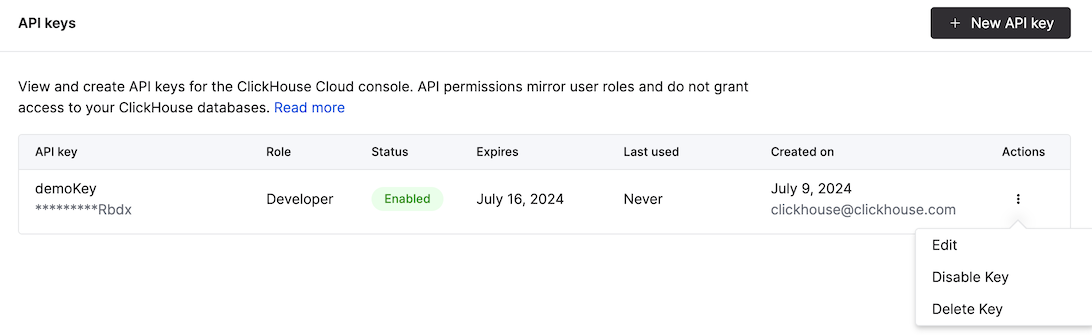 API keys
+ New API key
View and create API keys for the ClickHouse Cloud console. API permissions mirror user roles and do not grant
access to your ClickHouse databases. Read more
API key Role Status Expires Last used Created on Actions
demoKey
*********Rbdx
Developer
Enabled
July 16, 2024
Never
July 9, 2024
clickhouse@clickhouse.com
Edit
Disable Key
Delete Key